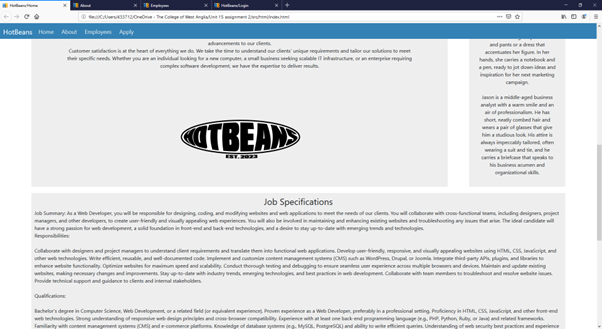 HotBeans/Home
About
Employees
HotBeans/Login
file:///C:/Users/433712/OneDrive - The College of West Anglia/Unit 15 assignment 2/src/html/index.html
HotBeans Home About Employees Apply
advancements to our clients.
Customer satisfaction is at the heart of everything we do. We take the time to understand our clients' unique requirements and tailor our solutions to meet
their specific needs. Whether you are an individual looking for a new computer, a small business seeking scalable IT infrastructure, or an enterprise requiring
complex software development, we have the expertise to deliver results.
HOTBEANS
EST. 2023
and pants or a dress that
accentuates her figure. In her
hands, she carries a notebook and
a pen, ready to jot down ideas and
inspiration for her next marketing
campaign.
Jason is a middle-aged business
analyst with a warm smile and an
air of professionalism. He has
short, neatly combed hair and
wears a pair of glasses that give
him a studious look. His attire is
always impeccably tailored, often
wearing a suit and tie, and he
carries a briefcase that speaks to
his business acumen and
organizational skills.
Job Specifications
Job Summary: As a Web Developer, you will be responsible for designing, coding, and modifying websites and web applications to meet the needs of our clients. You will collaborate with cross-functional teams, including designers, project
managers, and other developers, to create user-friendly and visually appealing web experiences. You will also be involved in maintaining and enhancing existing websites and troubleshooting any issues that arise. The ideal candidate will
have a strong passion for web development, a solid foundation in front-end and back-end technologies, and a desire to stay up-to-date with emerging trends and technologies.
Responsibilities:
Collaborate with designers and project managers to understand client requirements and translate them into functional web applications. Develop user-friendly, responsive, and visually appealing websites using HTML, CSS, JavaScript, and
other web technologies. Write efficient, reusable, and well-documented code. Implement and customize content management systems (CMS) such as WordPress, Drupal, or Joomla. Integrate third-party APIs, plugins, and libraries to
enhance website functionality. Optimize websites for maximum speed and scalability. Conduct thorough testing and debugging to ensure seamless user experience across multiple browsers and devices. Maintain and update existing
websites, making necessary changes and improvements. Stay up-to-date with industry trends, emerging technologies, and best practices in web development. Collaborate with team members to troubleshoot and resolve website issues.
Provide technical support and guidance to clients and internal stakeholders.
Qualifications:
Bachelor's degree in Computer Science, Web Development, or a related field (or equivalent experience). Proven experience as a Web Developer, preferably in a professional setting. Proficiency in HTML, CSS, JavaScript, and other front-end
web technologies. Strong understanding of responsive web design principles and cross-browser compatibility. Experience with at least one back-end programming language (e.g., PHP, Python, Ruby, or Java) and related frameworks.
Familiarity with content management systems (CMS) and e-commerce platforms. Knowledge of database systems (e.g., MySQL, PostgreSQL) and ability to write efficient queries. Understanding of web security best practices and experience